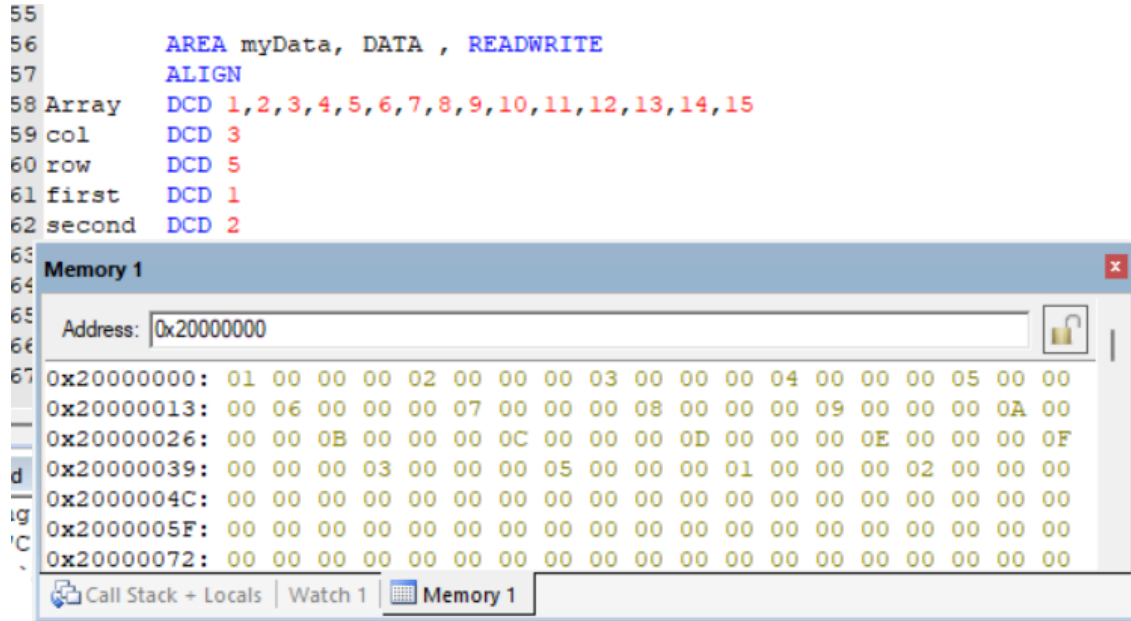 55
56 AREA myData, DATA , READWRITE
57 ALIGN
58 Array DCD 1,2,3,4,5,6,7,8,9,10,11,12,13,14,15
59 col DCD 3
60 row DCD 5
61 first DCD 1
62 second DCD 2
63
Memory 1
64
65
Address: 0x20000000
66
67
0x20000000: 01 00 00 00 02 00 00 00 03 00 00 00 04 00 00 00 05 00 00
0x20000013: 00 06 00 00 00 07 00 00 00 08 00 00 00 09 00 00 00 0A 00
0x20000026: 00 00 0B 00 00 00 0C 00 00 00 0D 00 00 00 0E 00 00 00 0F
0x20000039: 00 00 00 03 00 00 00 05 00 00 00 01 00 00 00 02 00 00 00
d
0x2000004C: 00 00 00 00 00 00 00 00 00 00 00 00 00 00 00 00 00 00 00
0x2000005F: 00 00 00 00 00 00 00 00 00 00 00 00 00 00 00 00 00 00 00
0x20000072: 00 00 00 00 00 00 00 00 00 00 00 00 00 00 00 00 00 00 00
Call Stack + Locals Watch 1 Memory 1